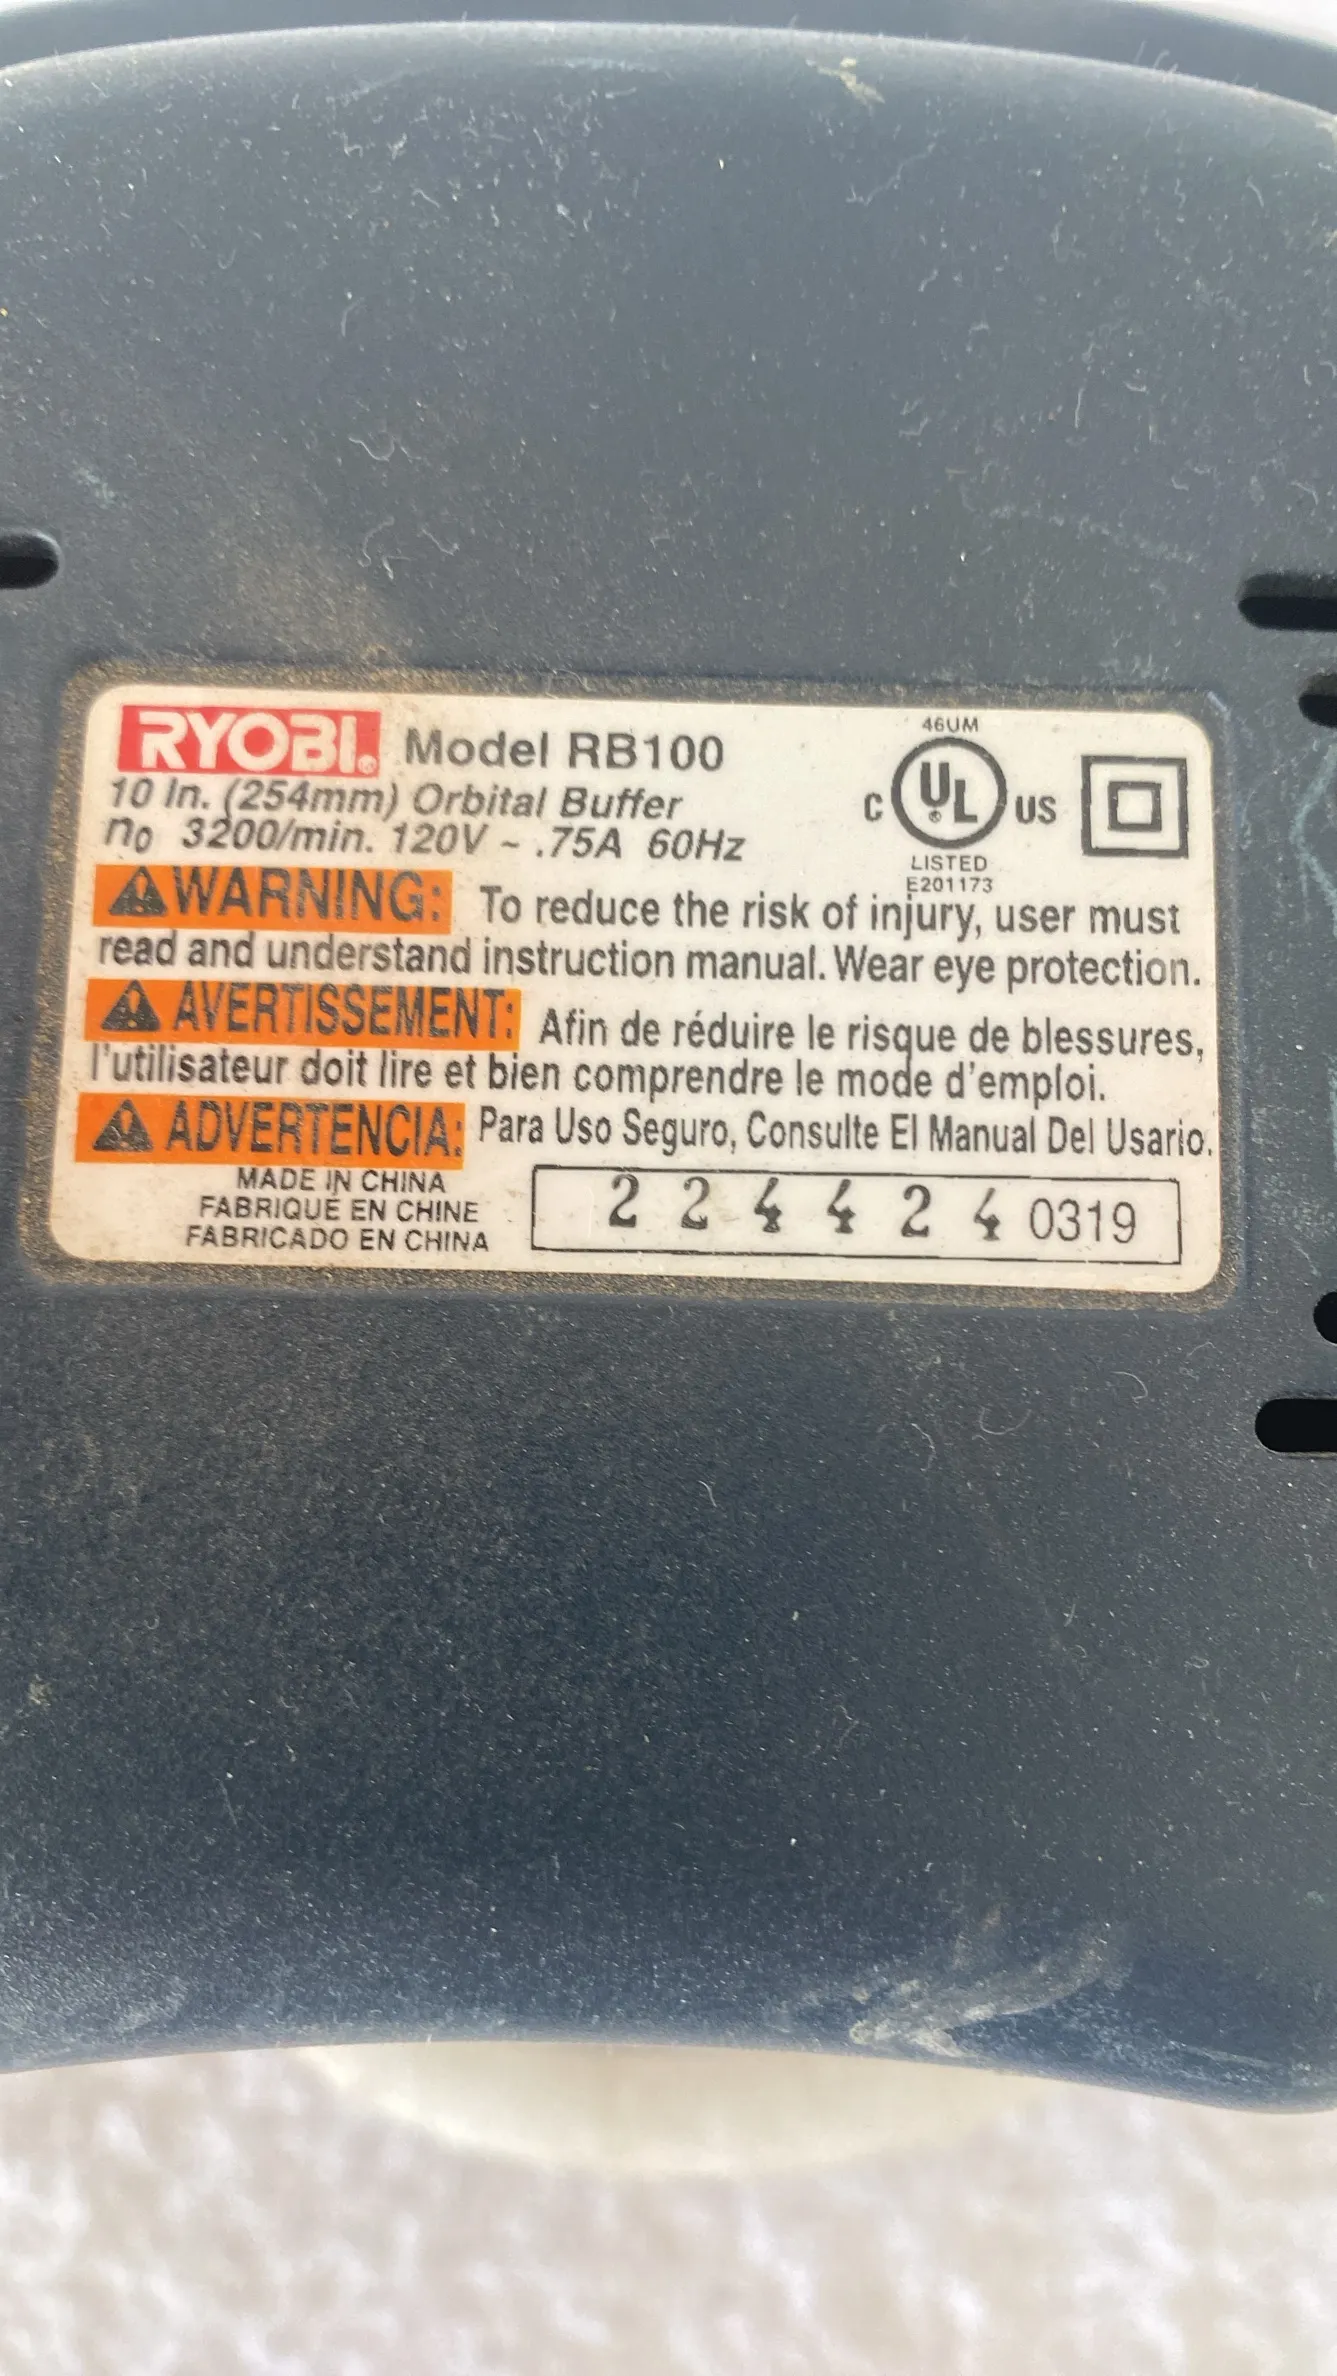 RYOBI® Model RB100
10 In. (254mm) Orbital Buffer
n₀ 3200/min. 120V ~ .75A 60Hz
46UM
C UL® US
LISTED
E201173
WARNING: To reduce the risk of injury, user must
read and understand instruction manual. Wear eye protection.
AVERTISSEMENT: Afin de réduire le risque de blessures,
l'utilisateur doit lire et bien comprendre le mode d'emploi.
ADVERTENCIA: Para Uso Seguro, Consulte El Manual Del Usario.
MADE IN CHINA
FABRIQUÉ EN CHINE
FABRICADO EN CHINA
2 2 4 4 2 4 0319